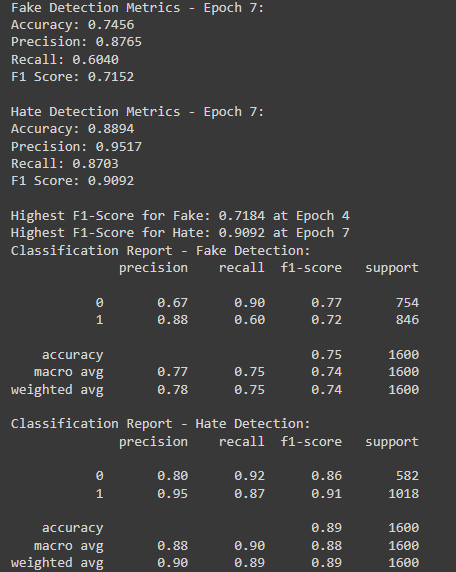 Fake Detection Metrics - Epoch 7:
Accuracy: 0.7456
Precision: 0.8765
Recall: 0.6040
F1 Score: 0.7152
Hate Detection Metrics - Epoch 7:
Accuracy: 0.8894
Precision: 0.9517
Recall: 0.8703
F1 Score: 0.9092
Highest F1-Score for Fake: 0.7184 at Epoch 4
Highest F1-Score for Hate: 0.9092 at Epoch 7
Classification Report - Fake Detection:
precision recall f1-score support
0 0.67 0.90 0.77 754
1 0.88 0.60 0.72 846
accuracy 0.75 1600
macro avg 0.77 0.75 0.74 1600
weighted avg 0.78 0.75 0.74 1600
Classification Report - Hate Detection:
precision recall f1-score support
0 0.80 0.92 0.86 582
1 0.95 0.87 0.91 1018
accuracy 0.89 1600
macro avg 0.88 0.90 0.88 1600
weighted avg 0.90 0.89 0.89 1600